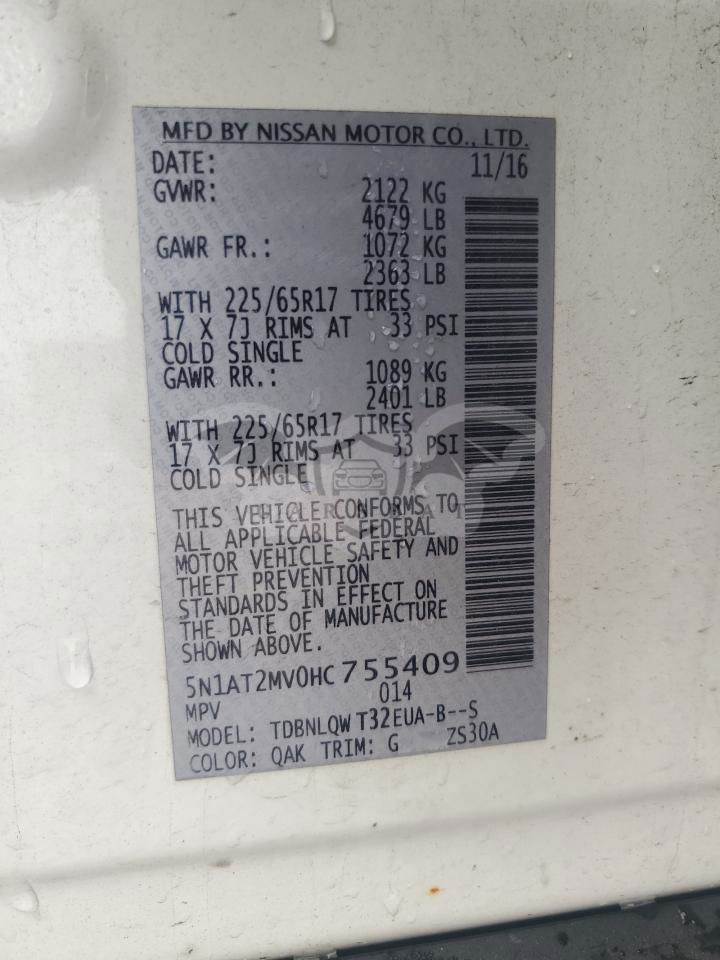 MFD BY NISSAN MOTOR CO., LTD.
DATE: 11/16
GVWR: 2122 KG
4679 LB
GAWR FR.: 1072 KG
2363 LB
WITH 225/65R17 TIRES
17 X 7J RIMS AT 33 PSI
COLD SINGLE
GAWR RR.: 1089 KG
2401 LB
WITH 225/65R17 TIRES
17 X 7J RIMS AT 33 PSI
COLD SINGLE
THIS VEHICLE CONFORMS TO
ALL APPLICABLE FEDERAL
MOTOR VEHICLE SAFETY AND
THEFT PREVENTION
STANDARDS IN EFFECT ON
THE DATE OF MANUFACTURE
SHOWN ABOVE.
5N1AT2MV0HC755409
MPV 014
MODEL: TDBNLQW T32EUA-B--S
COLOR: QAK TRIM: G ZS30A